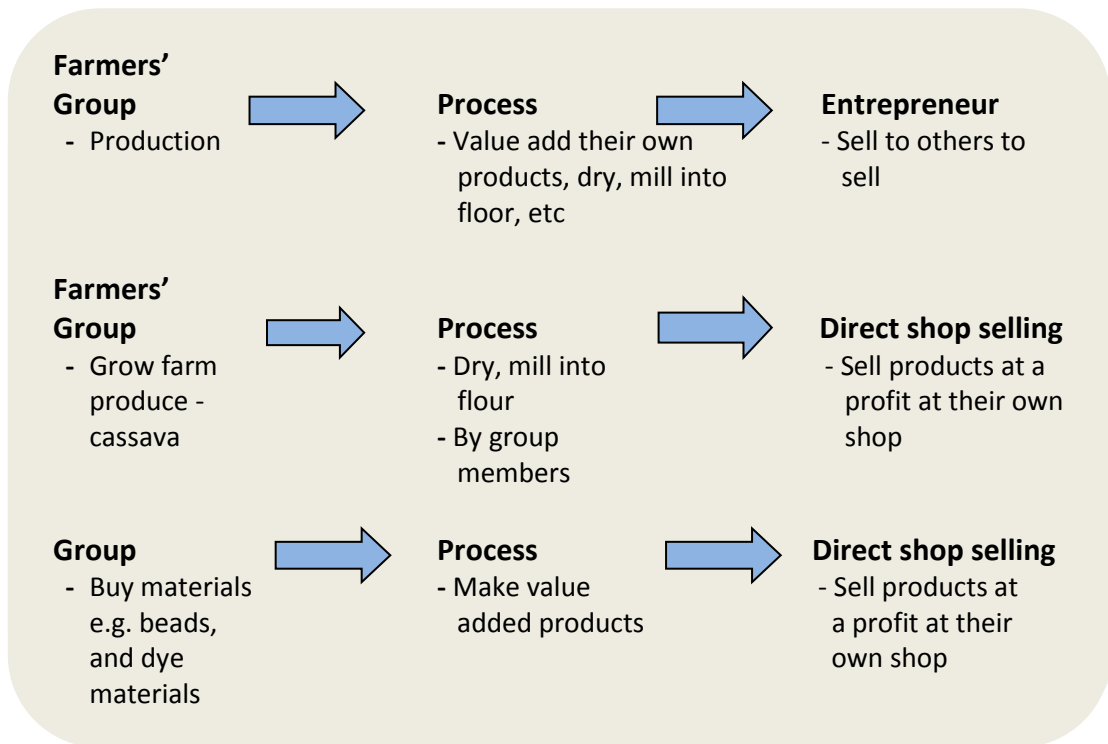 Farmers’
Group
- Production
Process
- Value add their own
products, dry, mill into
floor, etc
Entrepreneur
- Sell to others to
sell
Farmers’
Group
- Grow farm
produce -
cassava
Process
- Dry, mill into
flour
- By group
members
Direct shop selling
- Sell products at a
profit at their own
shop
Group
- Buy materials
e.g. beads,
and dye
materials
Process
- Make value
added products
Direct shop selling
- Sell products at
a profit at their
own shop